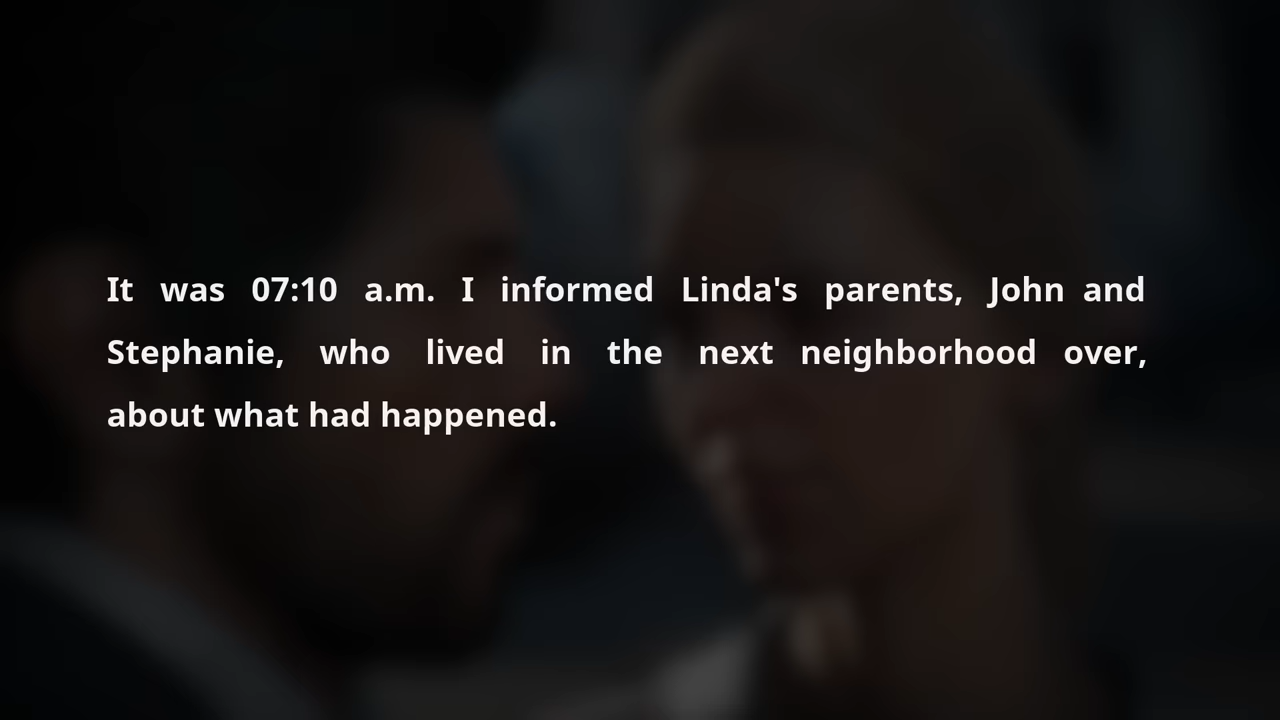 It was 07:10 a.m. I informed Linda's parents, John and
Stephanie, who lived in the next neighborhood over,
about what had happened.